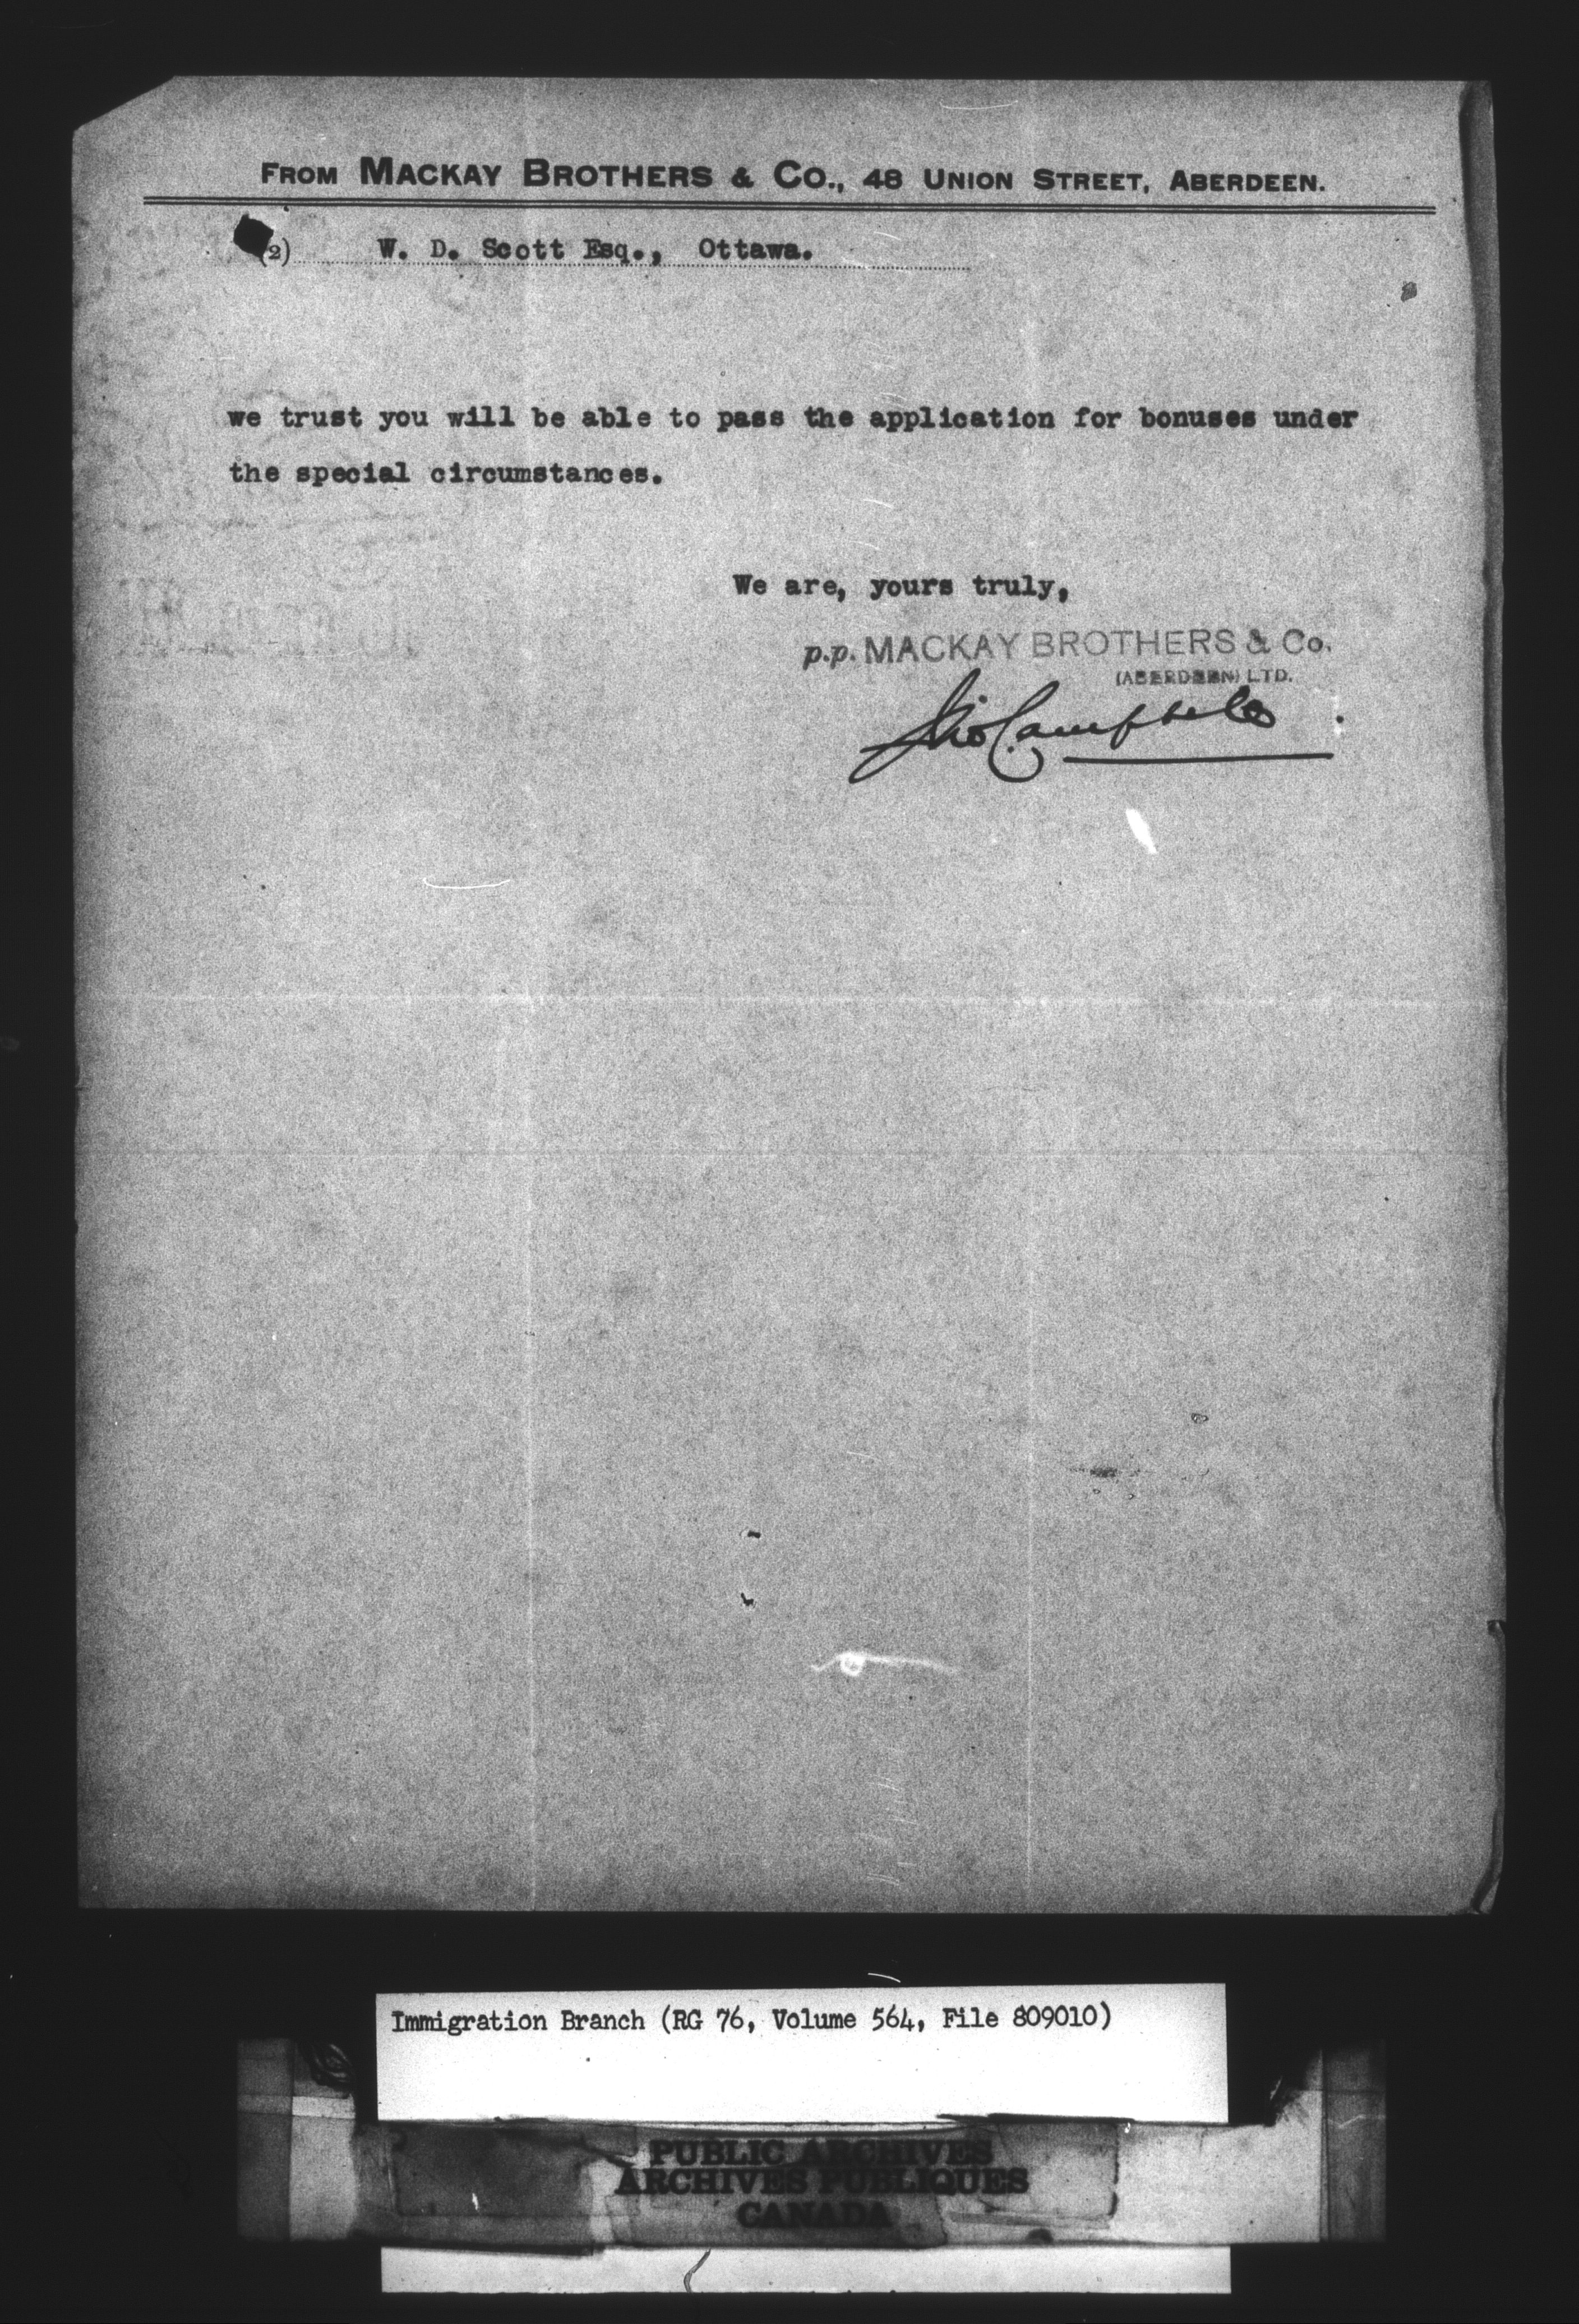 FROM MACKAY BROTHERS & CO., 48 UNION STREET, ABERDEEN.
(2) W. D. Scott Esq., Ottawa.
we trust you will be able to pass the application for bonuses under
the special circumstances.
We are, yours truly,
p.p. MACKAY BROTHERS & Co.
(ABERDEEN) LTD.
Campbell
Immigration Branch (RG 76, Volume 564, File 809010)
PUBLIC ARCHIVES
ARCHIVES PUBLIQUES
CANADA